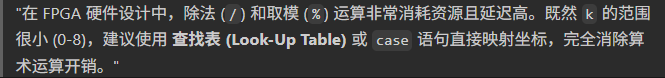 "在 FPGA 硬件设计中，除法 (/) 和取模 (%) 运算非常消耗资源且延迟高。既然 k 的范
围很小 (0-8)，建议使用 查找表 (Look-Up Table) 或 case 语句直接映射坐标，完全消除算
术运算开销。"